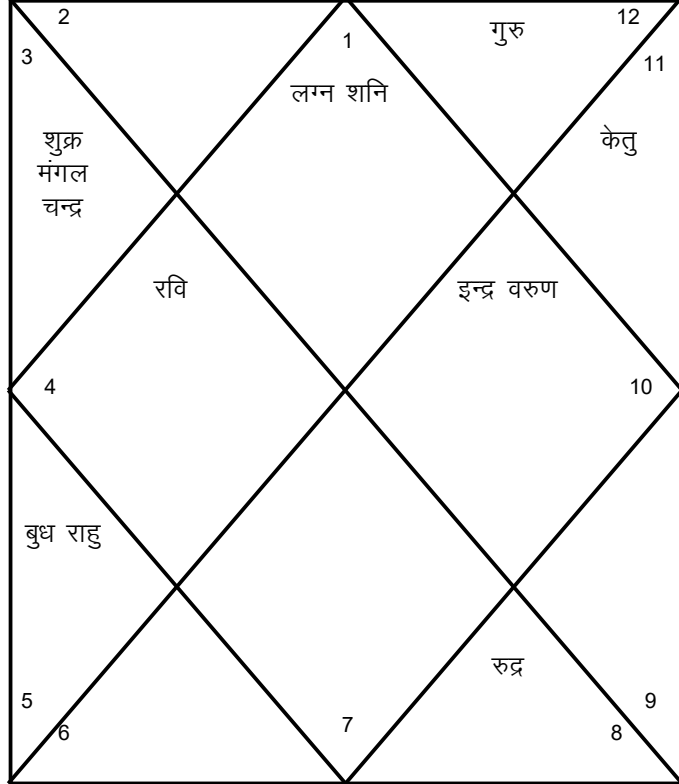 2
1
गुरु
12
3
11
लग्न शनि
शुक्र
मंगल
चन्द्र
केतु
रवि
इन्द्र वरुण
4
10
बुध राहु
रुद्र
5
6
7
8
9